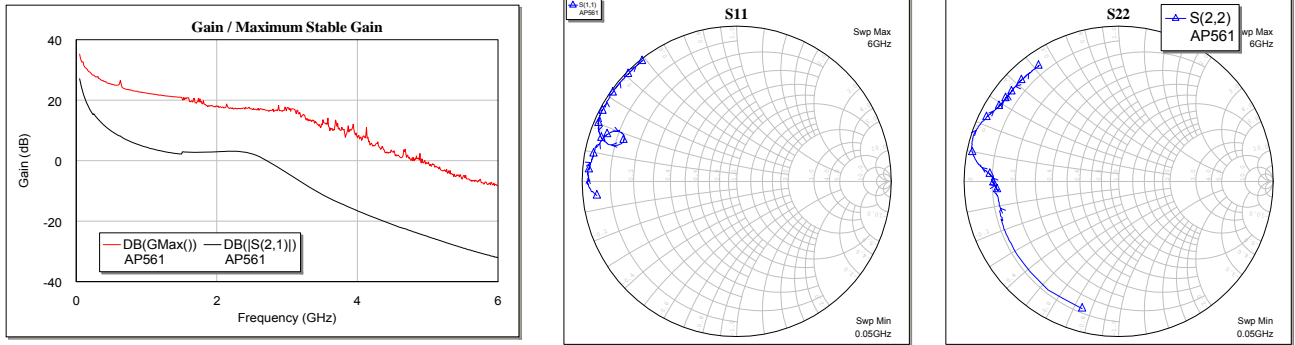 Gain / Maximum Stable Gain
40
20
0
-20
-40
Gain (dB)
DB(GMax())
AP561
DB(|S(2,1)|)
AP561
0
2
4
6
Frequency (GHz)
S(1,1)
AP561
S11
Swp Max
6GHz
Swp Min
0.05GHz
S22
S(2,2)
AP561
wp Max
6GHz
Swp Min
0.05GHz